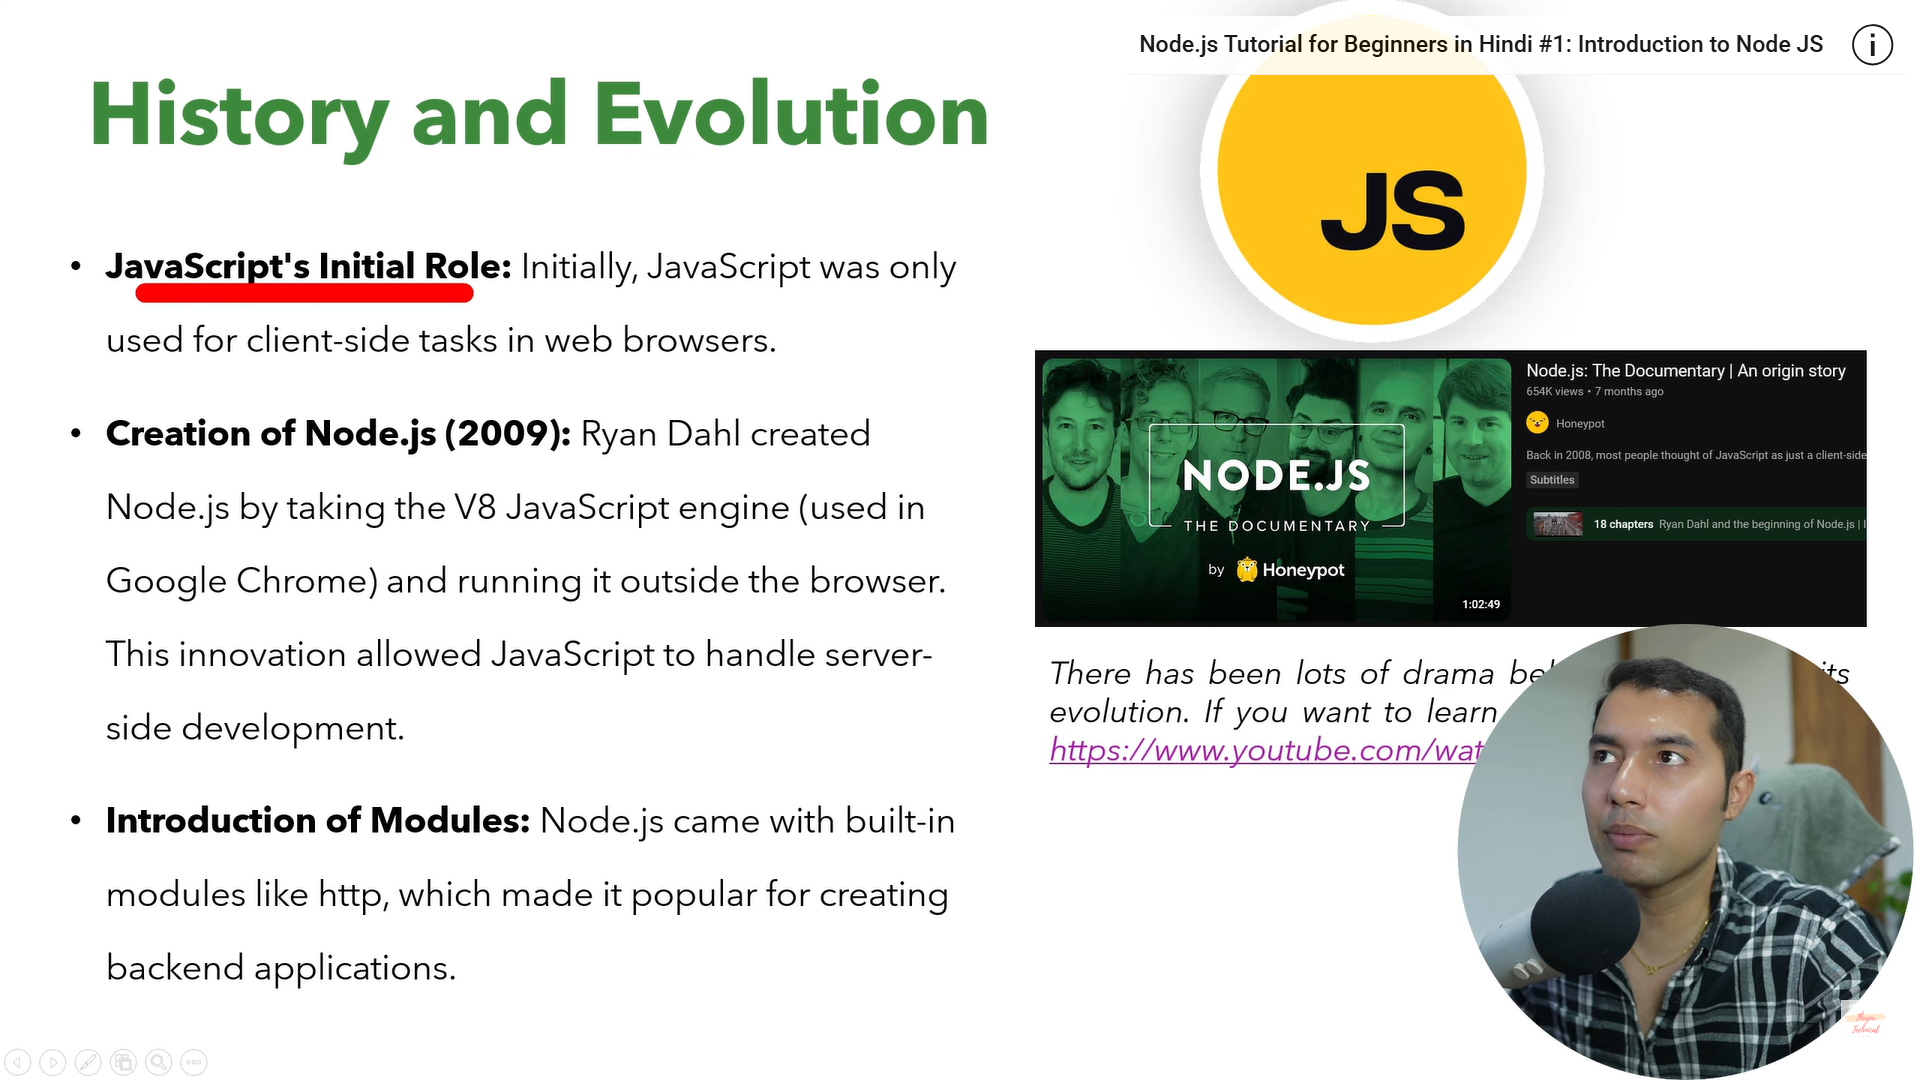 Node.js Tutorial for Beginners in Hindi #1: Introduction to Node JS
History and Evolution
JS
• JavaScript's Initial Role: Initially, JavaScript was only
used for client-side tasks in web browsers.
• Creation of Node.js (2009): Ryan Dahl created
Node.js by taking the V8 JavaScript engine (used in
Google Chrome) and running it outside the browser.
This innovation allowed JavaScript to handle server-
side development.
• Introduction of Modules: Node.js came with built-in
modules like http, which made it popular for creating
backend applications.
NODE.JS
THE DOCUMENTARY
by Honeypot
1:02:49
Node.js: The Documentary | An origin story
654K views • 7 months ago
Honeypot
Back in 2008, most people thought of JavaScript as just a client-side
Subtitles
18 chapters Ryan Dahl and the beginning of Node.js |
There has been lots of drama its
evolution. If you want to learn
https://www.youtube.com/wat
Technical